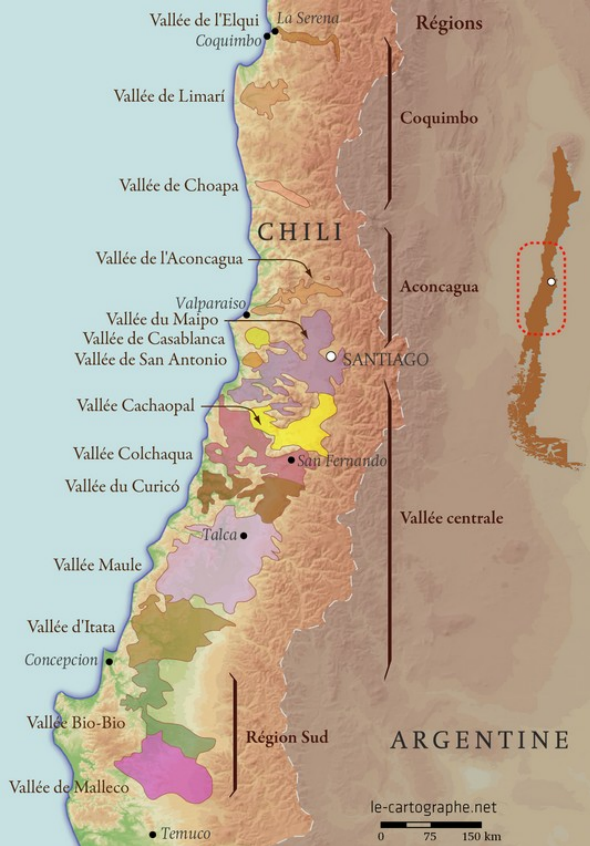 Vallée de l'Elqui
La Serena
Coquimbo
Régions
Vallée de Limarí
Coquimbo
Vallée de Choapa
CHILI
Vallée de l'Aconcagua
Aconcagua
Valparaiso
Vallée du Maipo
Vallée de Casablanca
Vallée de San Antonio
SANTIAGO
Vallée Cachaopal
Vallée Colchaqua
San Fernando
Vallée du Curicó
Vallée centrale
Talca
Vallée Maule
Vallée d'Itata
Concepcion
Vallée Bio-Bio
Région Sud
ARGENTINE
Vallée de Malleco
le-cartographe.net
0 75 150 km
Temuco